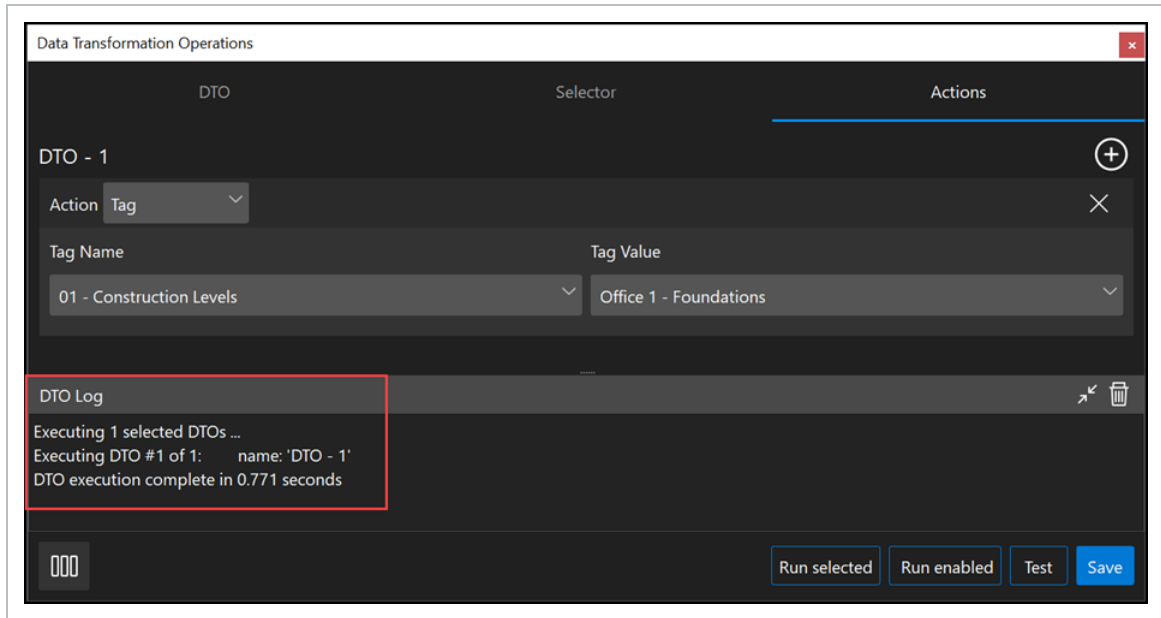 Data Transformation Operations
DTO Selector Actions
DTO - 1
Action Tag
Tag Name Tag Value
01 - Construction Levels Office 1 - Foundations
DTO Log
Executing 1 selected DTOs ...
Executing DTO #1 of 1: name: 'DTO - 1'
DTO execution complete in 0.771 seconds
Run selected Run enabled Test Save